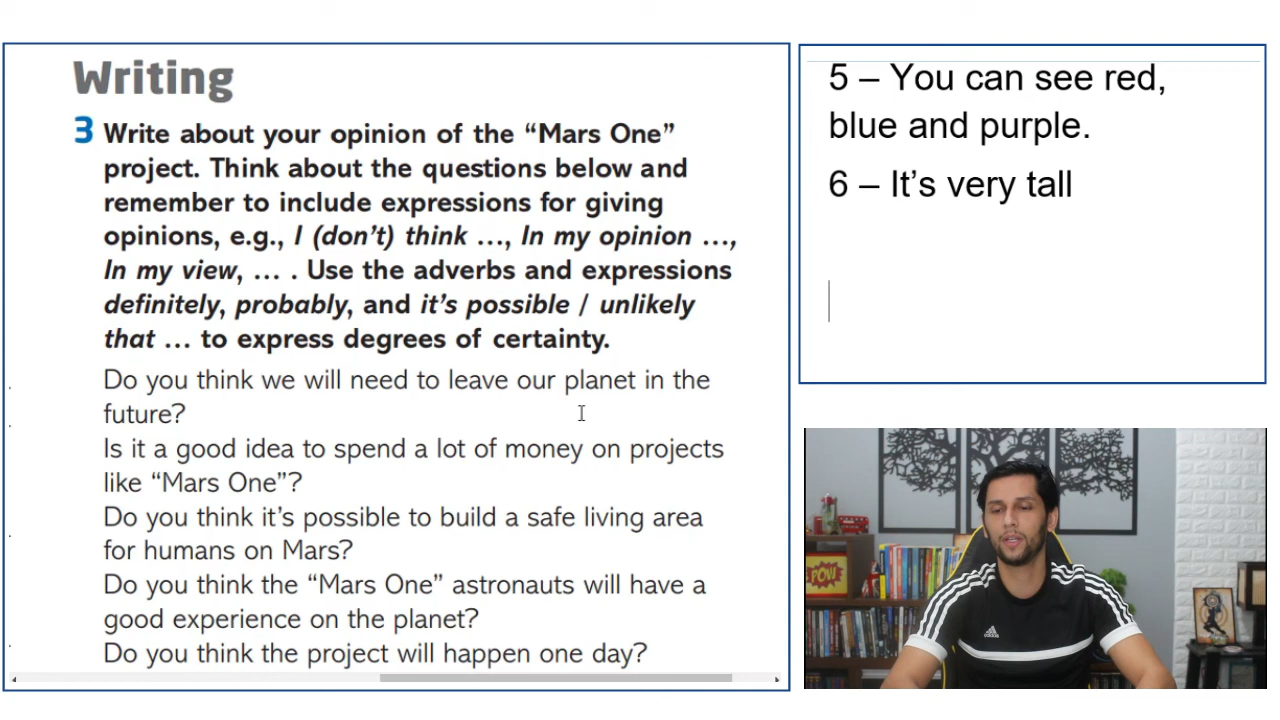 Writing
3 Write about your opinion of the “Mars One”
project. Think about the questions below and
remember to include expressions for giving
opinions, e.g., I (don’t) think …, In my opinion …,
In my view, … . Use the adverbs and expressions
definitely, probably, and it’s possible / unlikely
that … to express degrees of certainty.
Do you think we will need to leave our planet in the
future?
Is it a good idea to spend a lot of money on projects
like “Mars One”?
Do you think it’s possible to build a safe living area
for humans on Mars?
Do you think the “Mars One” astronauts will have a
good experience on the planet?
Do you think the project will happen one day?
5 – You can see red,
blue and purple.
6 – It’s very tall
POW!
adidas